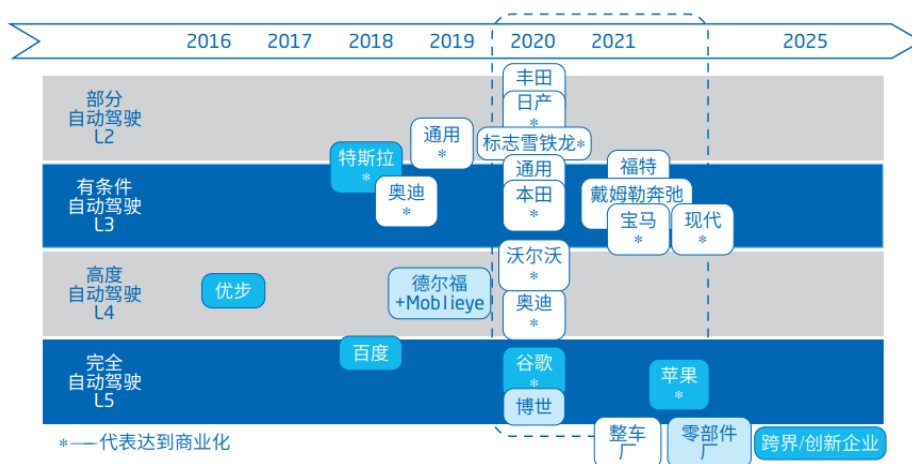 2016 2017 2018 2019 2020 2021 2025
部分
自动驾驶
L2
丰田
日产
*
通用
*
标志雪铁龙*
特斯拉
*
有条件
自动驾驶
L3
奥迪
*
通用
本田
*
福特
戴姆勒奔弛
宝马
*
现代
*
高度
自动驾驶
L4
优步
德尔福
+Moblieye
沃尔沃
*
奥迪
*
完全
自动驾驶
L5
百度
谷歌
*
博世
苹果
*
*——代表达到商业化
整车
厂
零部件
厂
跨界/创新企业